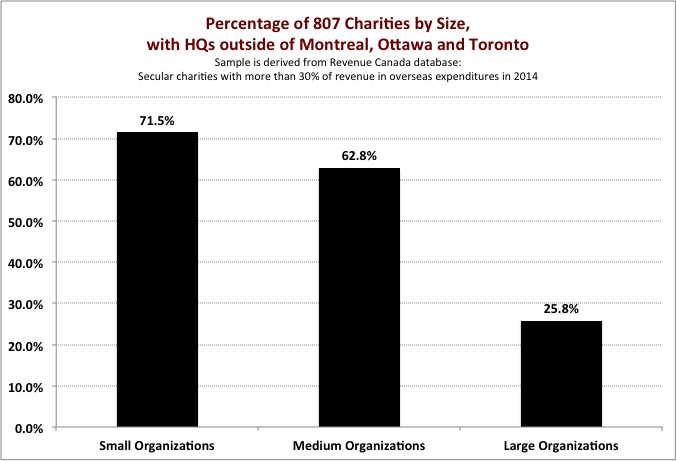 Percentage of 807 Charities by Size,
with HQs outside of Montreal, Ottawa and Toronto
Sample is derived from Revenue Canada database:
Secular charities with more than 30% of revenue in overseas expenditures in 2014
80.0%
70.0%
60.0%
50.0%
40.0%
30.0%
20.0%
10.0%
0.0%
71.5%
62.8%
25.8%
Small Organizations
Medium Organizations
Large Organizations